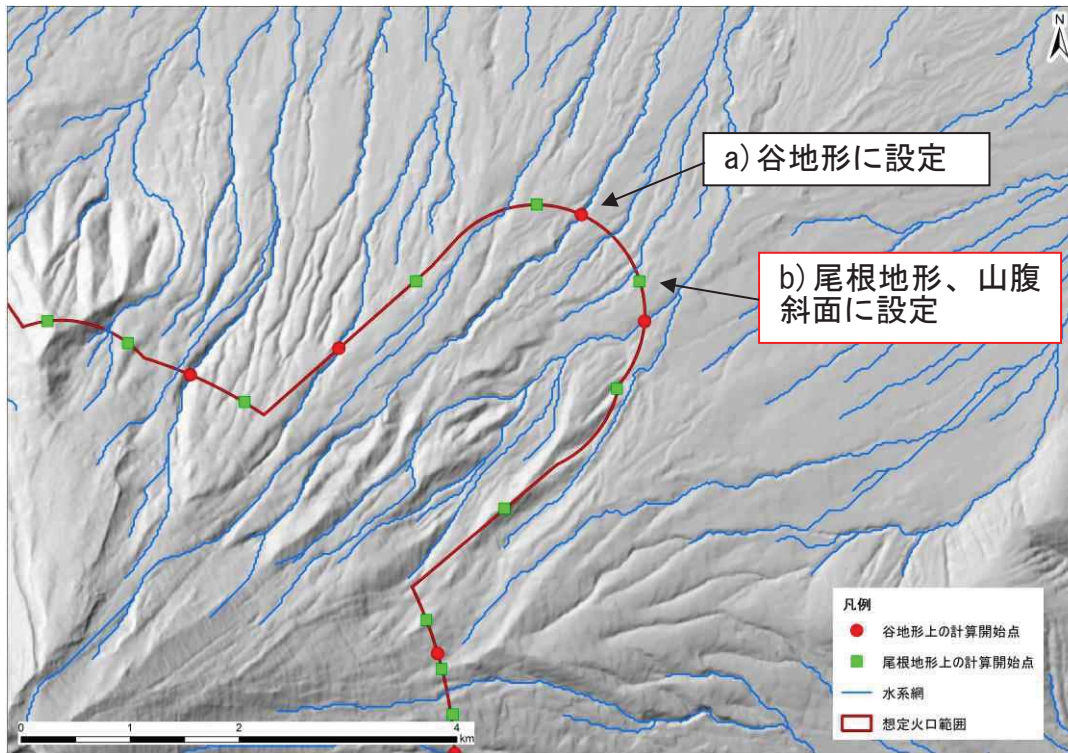 N
a)谷地形に設定
b)尾根地形、山腹
斜面に設定
凡例
谷地形上の計算開始点
尾根地形上の計算開始点
水系網
想定火口範囲
0 1 2 4
km